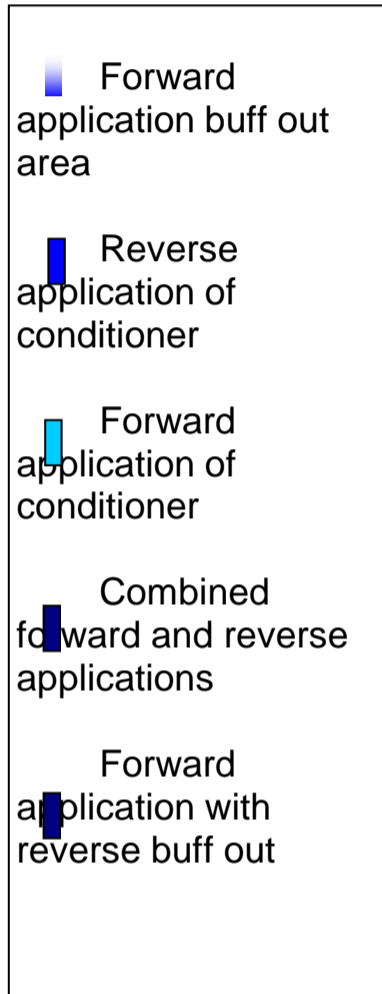 Forward
application buff out
area
Reverse
application of
conditioner
Forward
application of
conditioner
Combined
forward and reverse
applications
Forward
application with
reverse buff out